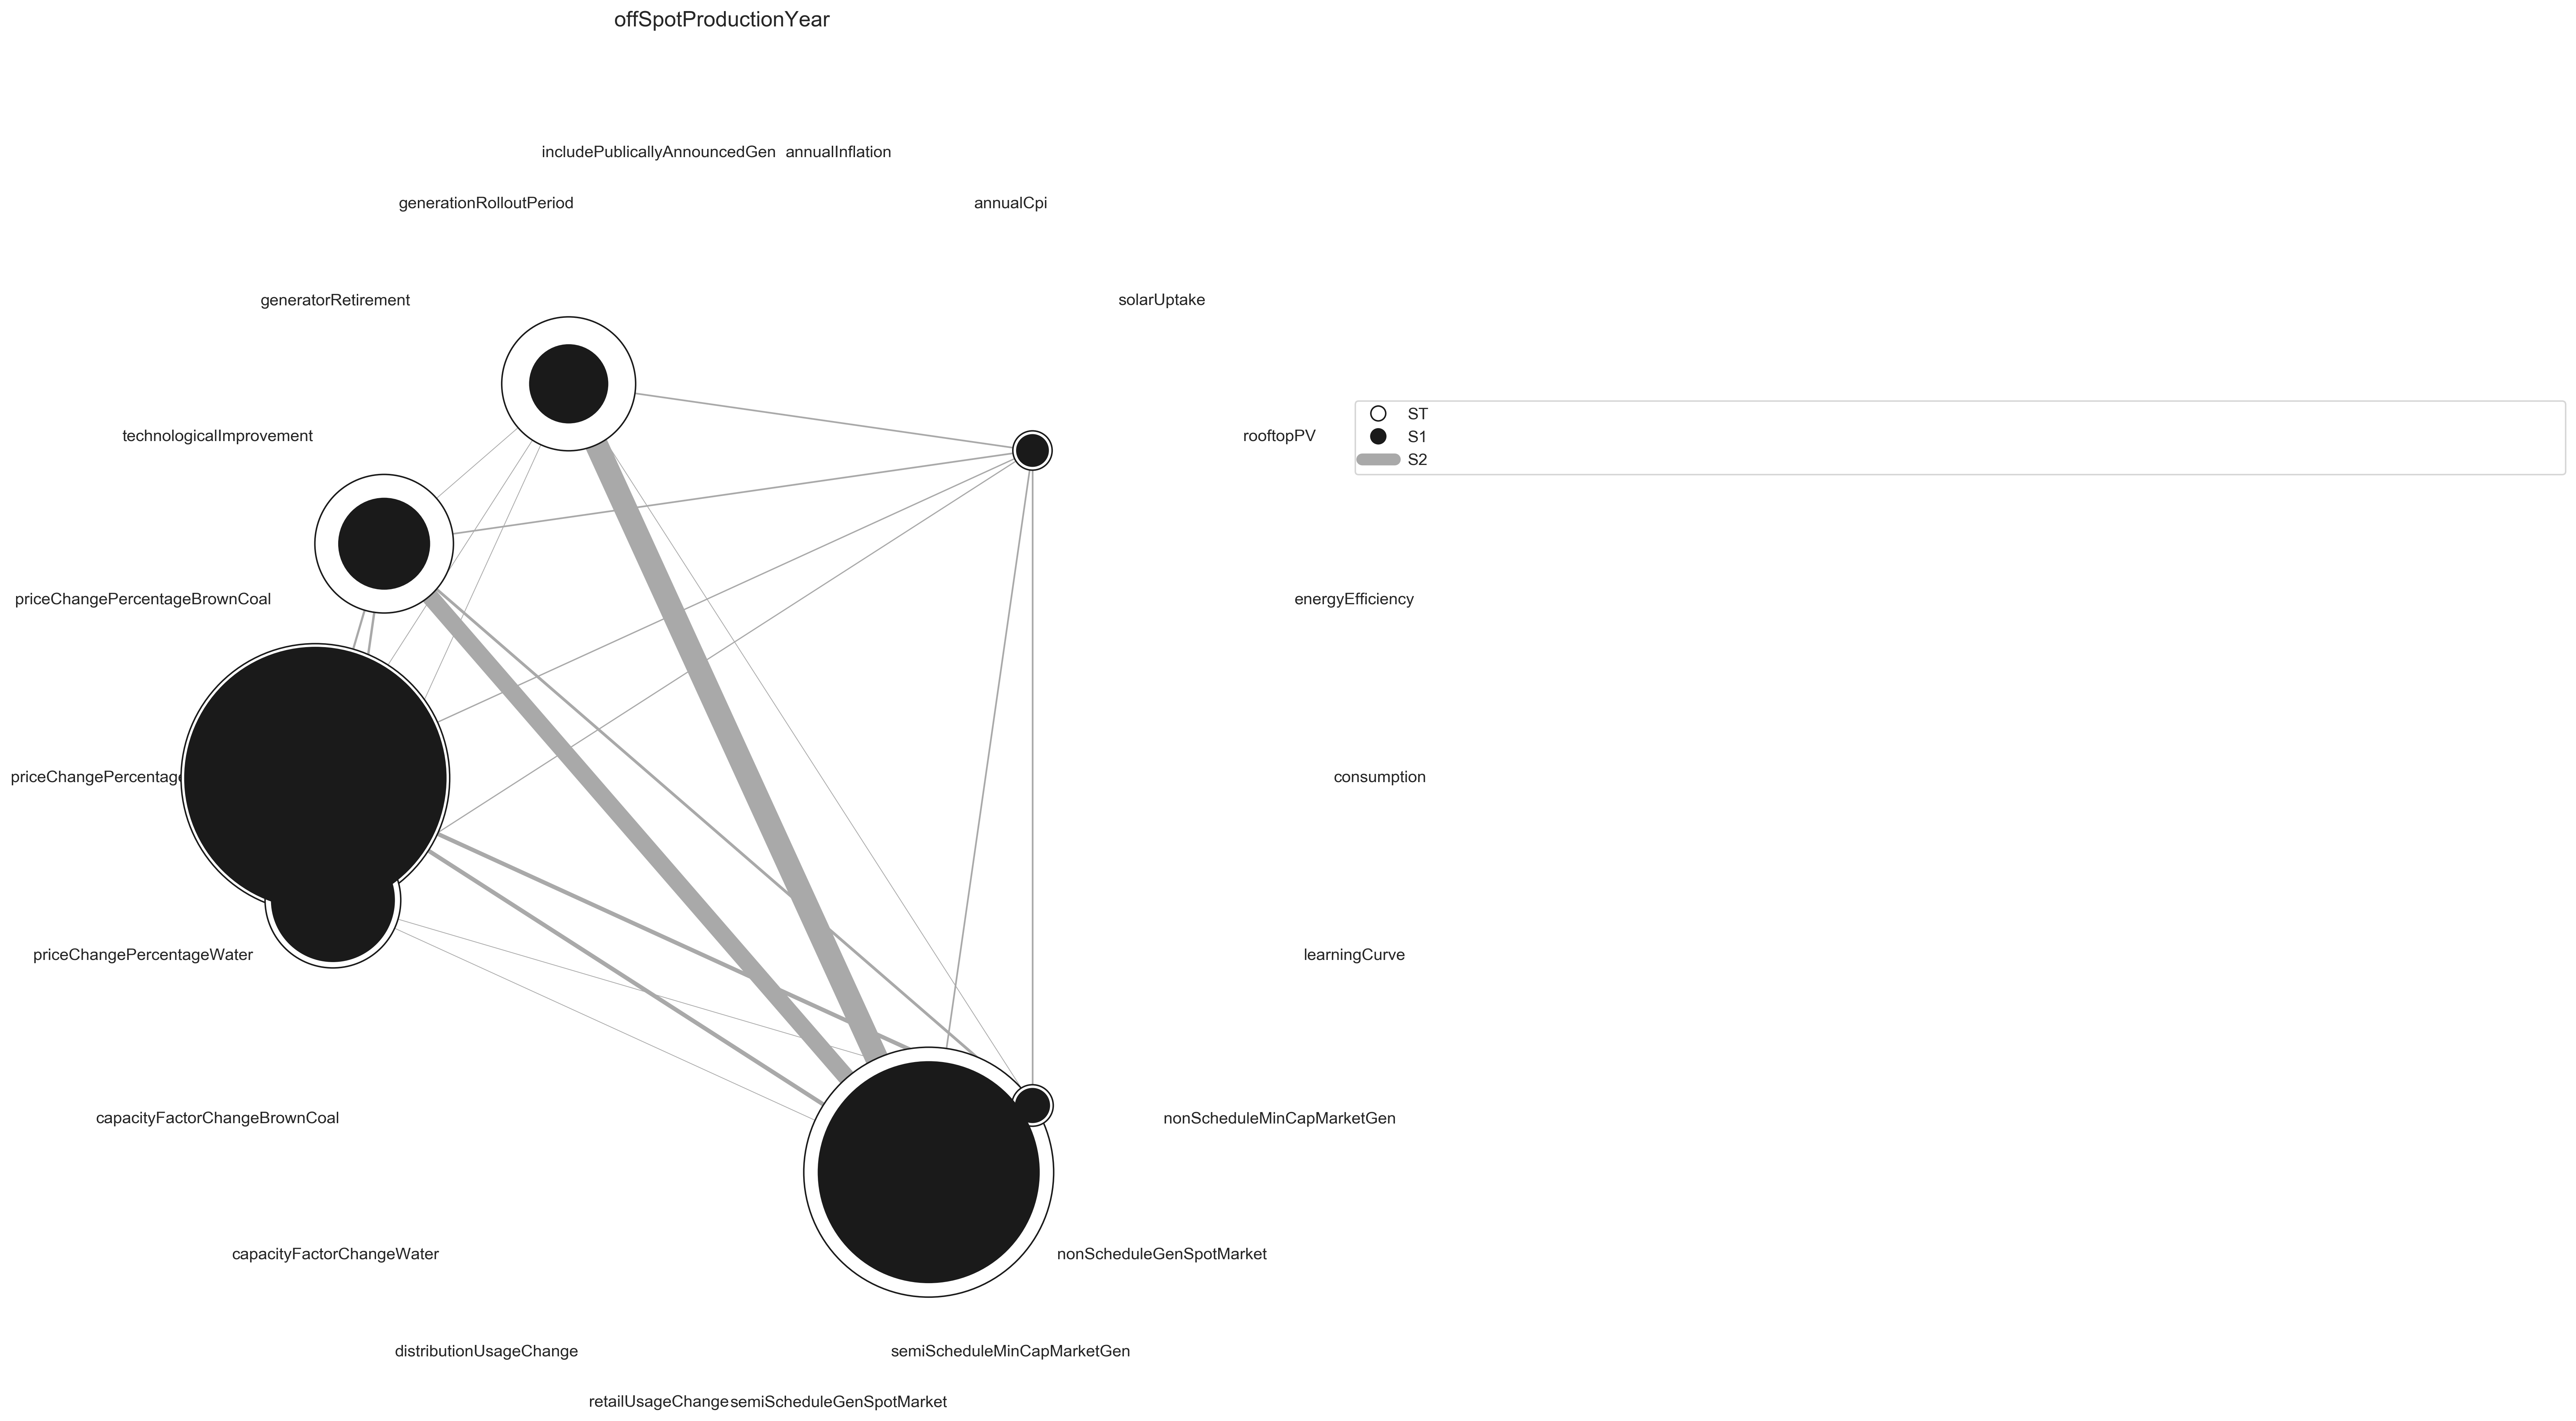 offSpotProductionYear
includePublicallyAnnouncedGen
annualInflation
generationRolloutPeriod
annualCpi
generatorRetirement
solarUptake
ST
technologicalImprovement
rooftopPV
S1
S2
priceChangePercentageBrownCoal
energyEfficiency
priceChangePercentage
consumption
priceChangePercentageWater
learningCurve
capacityFactorChangeBrownCoal
nonScheduleMinCapMarketGen
capacityFactorChangeWater
nonScheduleGenSpotMarket
distributionUsageChange
semiScheduleMinCapMarketGen
retailUsageChange
semiScheduleGenSpotMarket